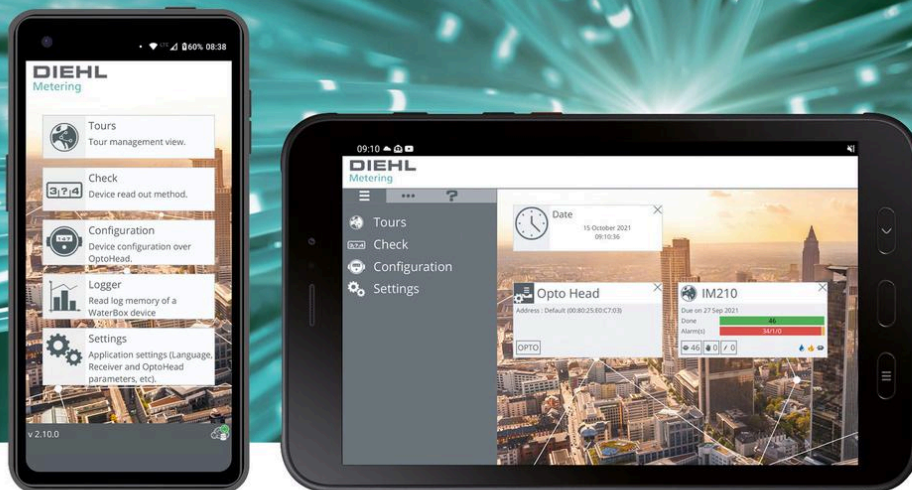 60% 08:38
DIEHL
Metering
Tours
Tour management view.
3|?|4
Check
Device read out method.
Configuration
Device configuration over
OptoHead.
Logger
Read log memory of a
WaterBox device
Settings
Application settings (Language,
Receiver and OptoHead
parameters, etc).
v 2.10.0
09:10
DIEHL
Metering
?
Tours
Check
Configuration
Settings
Date
15 October 2021
09:10:36
Opto Head
Address : Default (00:80:25:E0:C7:03)
OPTO
IM210
Due on 27 Sep 2021
Done
46
Alarm(s)
34/1/0
46
0
0